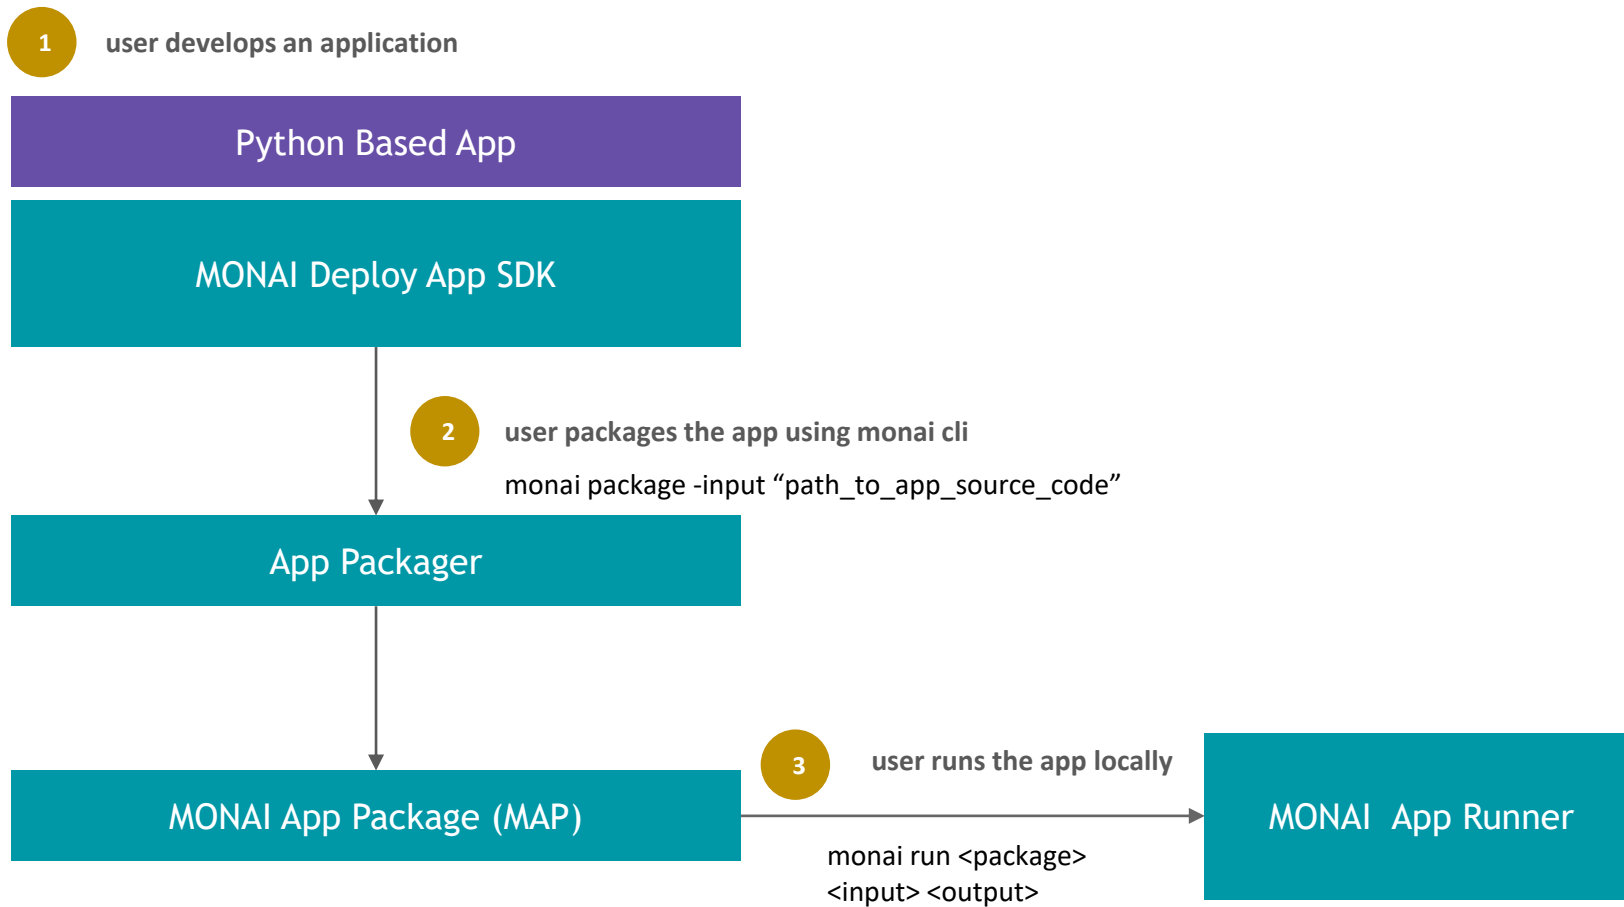 1
user develops an application
Python Based App
MONAI Deploy App SDK
2
user packages the app using monai cli
monai package -input “path_to_app_source_code”
App Packager
3
user runs the app locally
MONAI App Package (MAP)
MONAI  App Runner
monai run <package>
<input> <output>